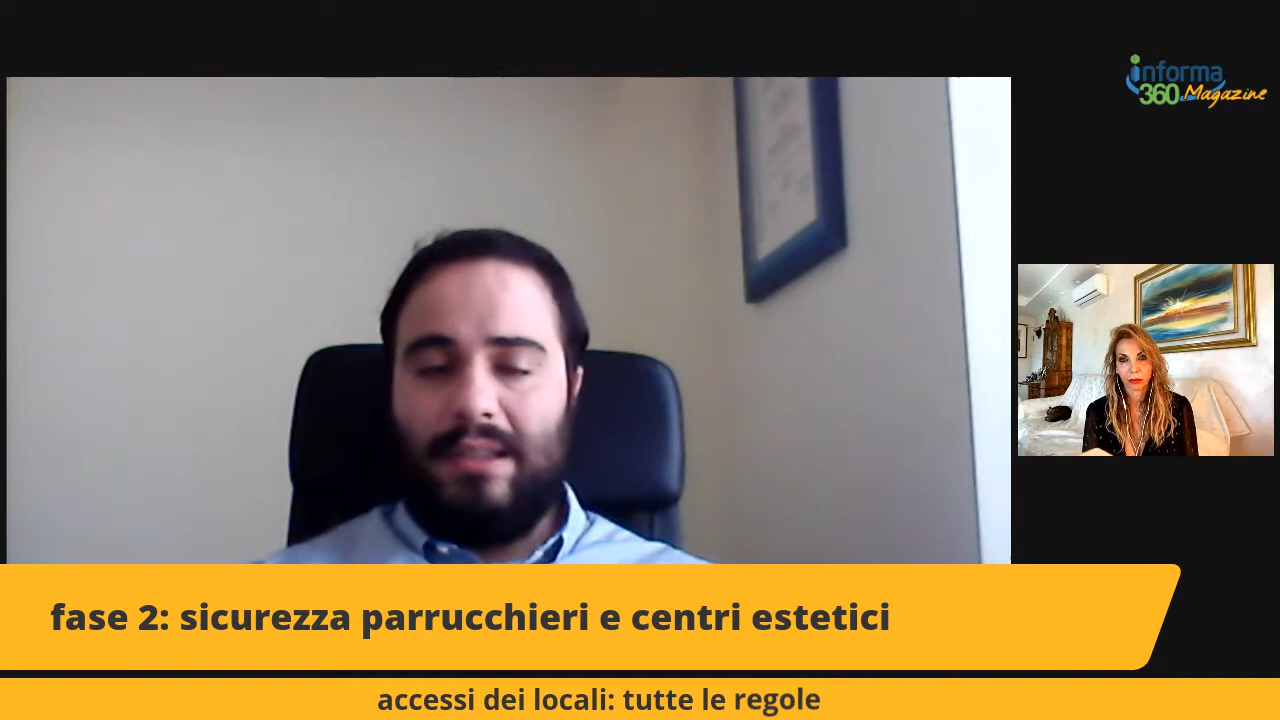 informa
360 Magazine
fase 2: sicurezza parrucchieri e centri estetici
accessi dei locali: tutte le regole